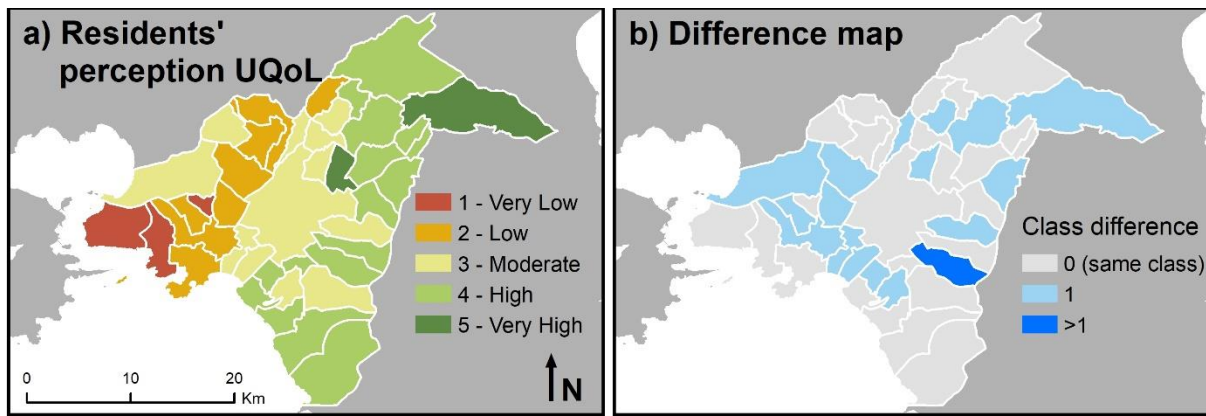 a) Residents'
perception UQoL
1 - Very Low
2 - Low
3 - Moderate
4 - High
5 - Very High
0 10 20
Km
N
b) Difference map
Class difference
0 (same class)
1
>1